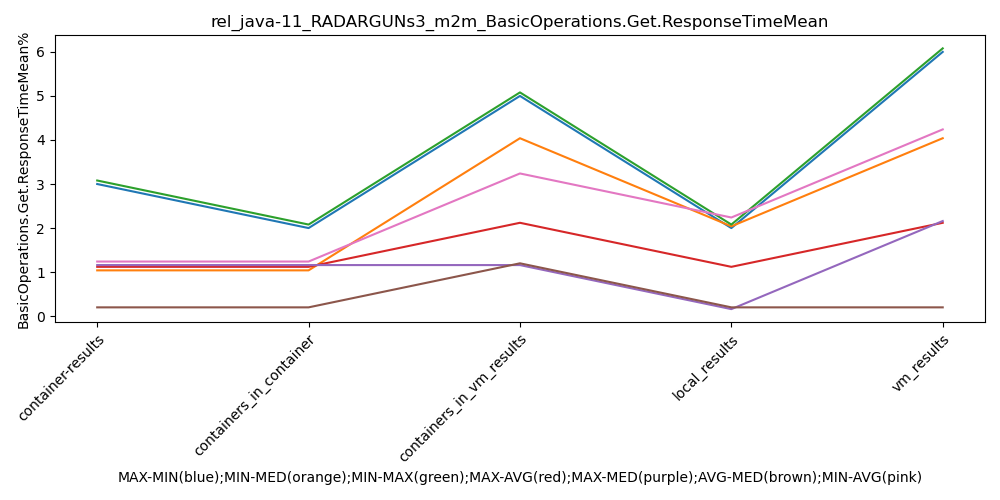 rel_java-11_RADARGUNs3_m2m_BasicOperations.Get.ResponseTimeMean
BasicOperations.Get.ResponseTimeMean%
6
5
4
3
2
1
0
container-results
containers_in_container
containers_in_vm_results
local_results
vm_results
MAX-MIN(blue);MIN-MED(orange);MIN-MAX(green);MAX-AVG(red);MAX-MED(purple);AVG-MED(brown);MIN-AVG(pink)